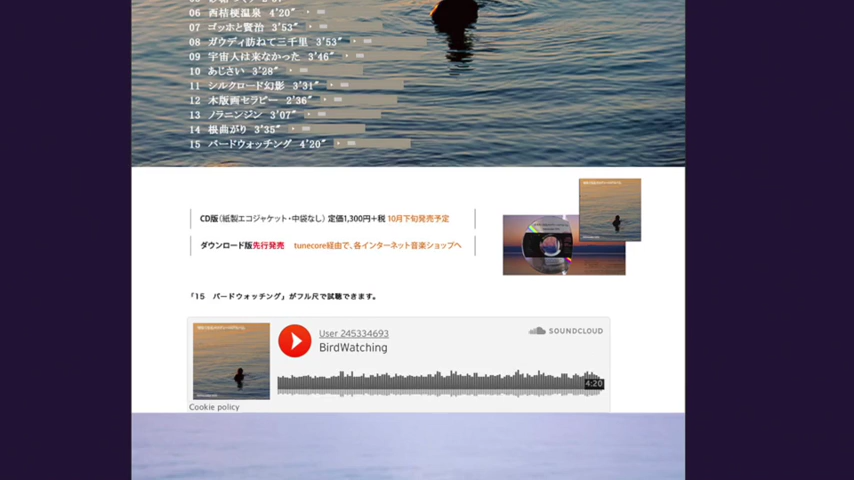 06 西桔梗温泉 4'20"・
07 ゴッホと賢治 3'53"・
08 ガウディ訪ねて三千里 3'53"・
09 宇宙人は来なかった 3'46"・
10 あじさい 3'28"・
11 シルクロード幻影 3'31"・
12 木版画セラピー 2'36"・
13 ノラニンジン 3'07"・
14 根曲がり 3'35"・
15 バードウォッチング 4'20"・
CD版（紙製エコジャケット・中袋なし）定価1,300円＋税 10月下旬発売予定
ダウンロード版先行発売 tunecore経由で、各インターネット音楽ショップへ
「15 バードウォッチング」がフル尺で試聴できます。
User 245334693
SOUNDCLOUD
BirdWatching
4:20
Cookie policy